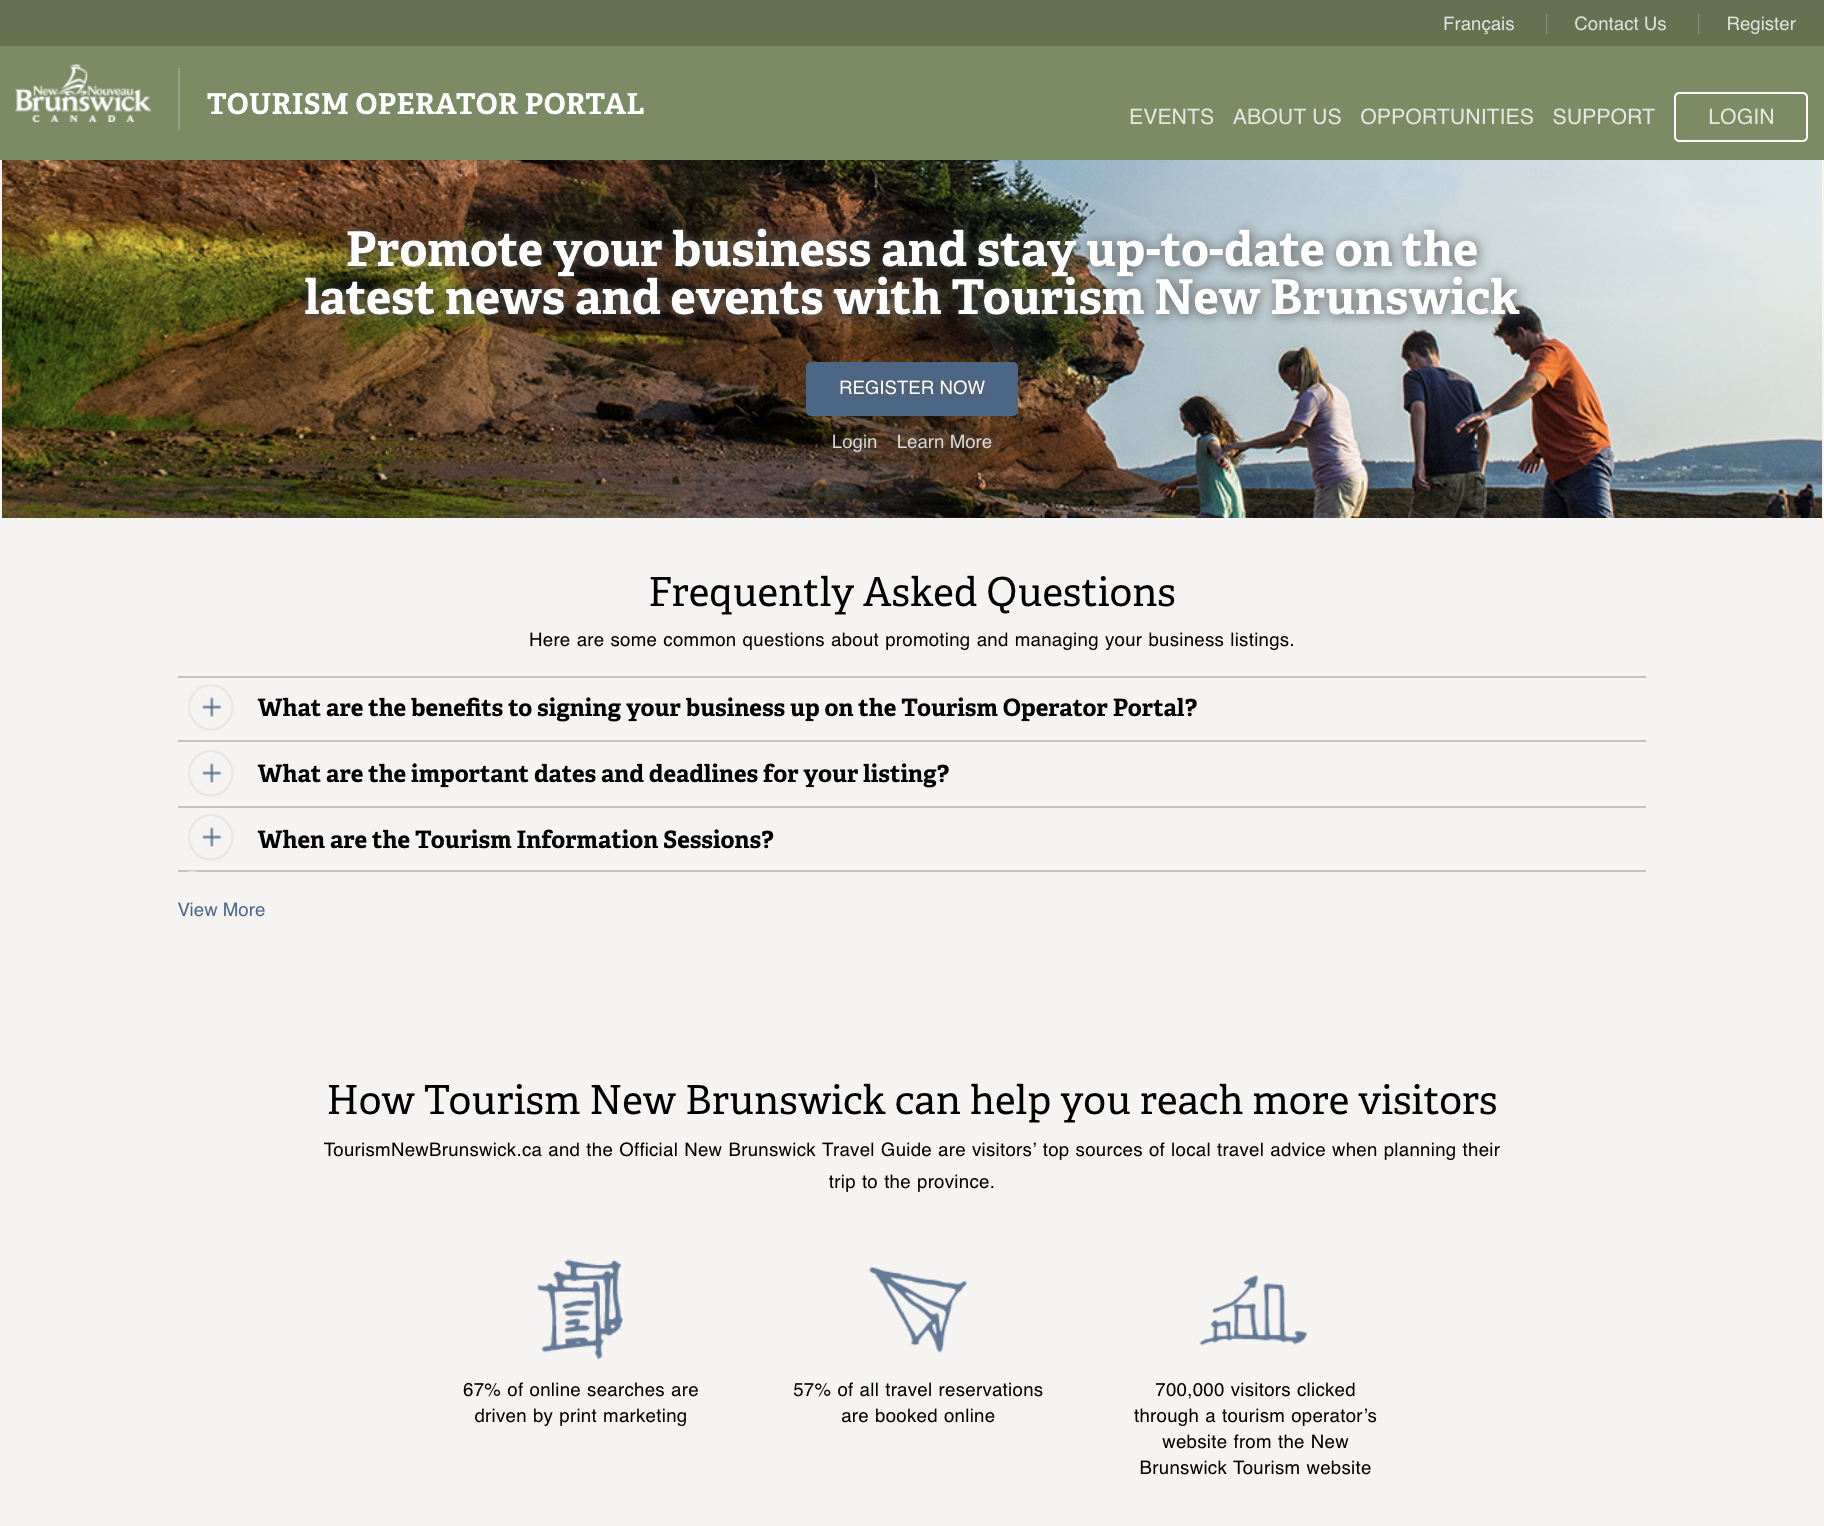 Français
Contact Us
Register
New Nouveau
Brunswick
CANADA
TOURISM OPERATOR PORTAL
EVENTS
ABOUT US
OPPORTUNITIES
SUPPORT
LOGIN
Promote your business and stay up-to-date on the
latest news and events with Tourism New Brunswick
REGISTER NOW
Login
Learn More
Frequently Asked Questions
Here are some common questions about promoting and managing your business listings.
What are the benefits to signing your business up on the Tourism Operator Portal?
What are the important dates and deadlines for your listing?
When are the Tourism Information Sessions?
View More
How Tourism New Brunswick can help you reach more visitors
TourismNewBrunswick.ca and the Official New Brunswick Travel Guide are visitors’ top sources of local travel advice when planning their
trip to the province.
67% of online searches are
driven by print marketing
57% of all travel reservations
are booked online
700,000 visitors clicked
through a tourism operator’s
website from the New
Brunswick Tourism website